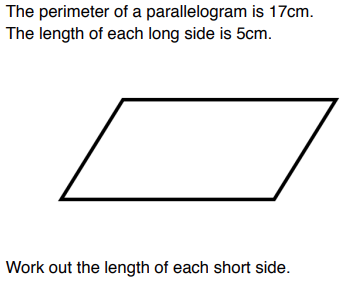 The perimeter of a parallelogram is 17cm.
The length of each long side is 5cm.
Work out the length of each short side.